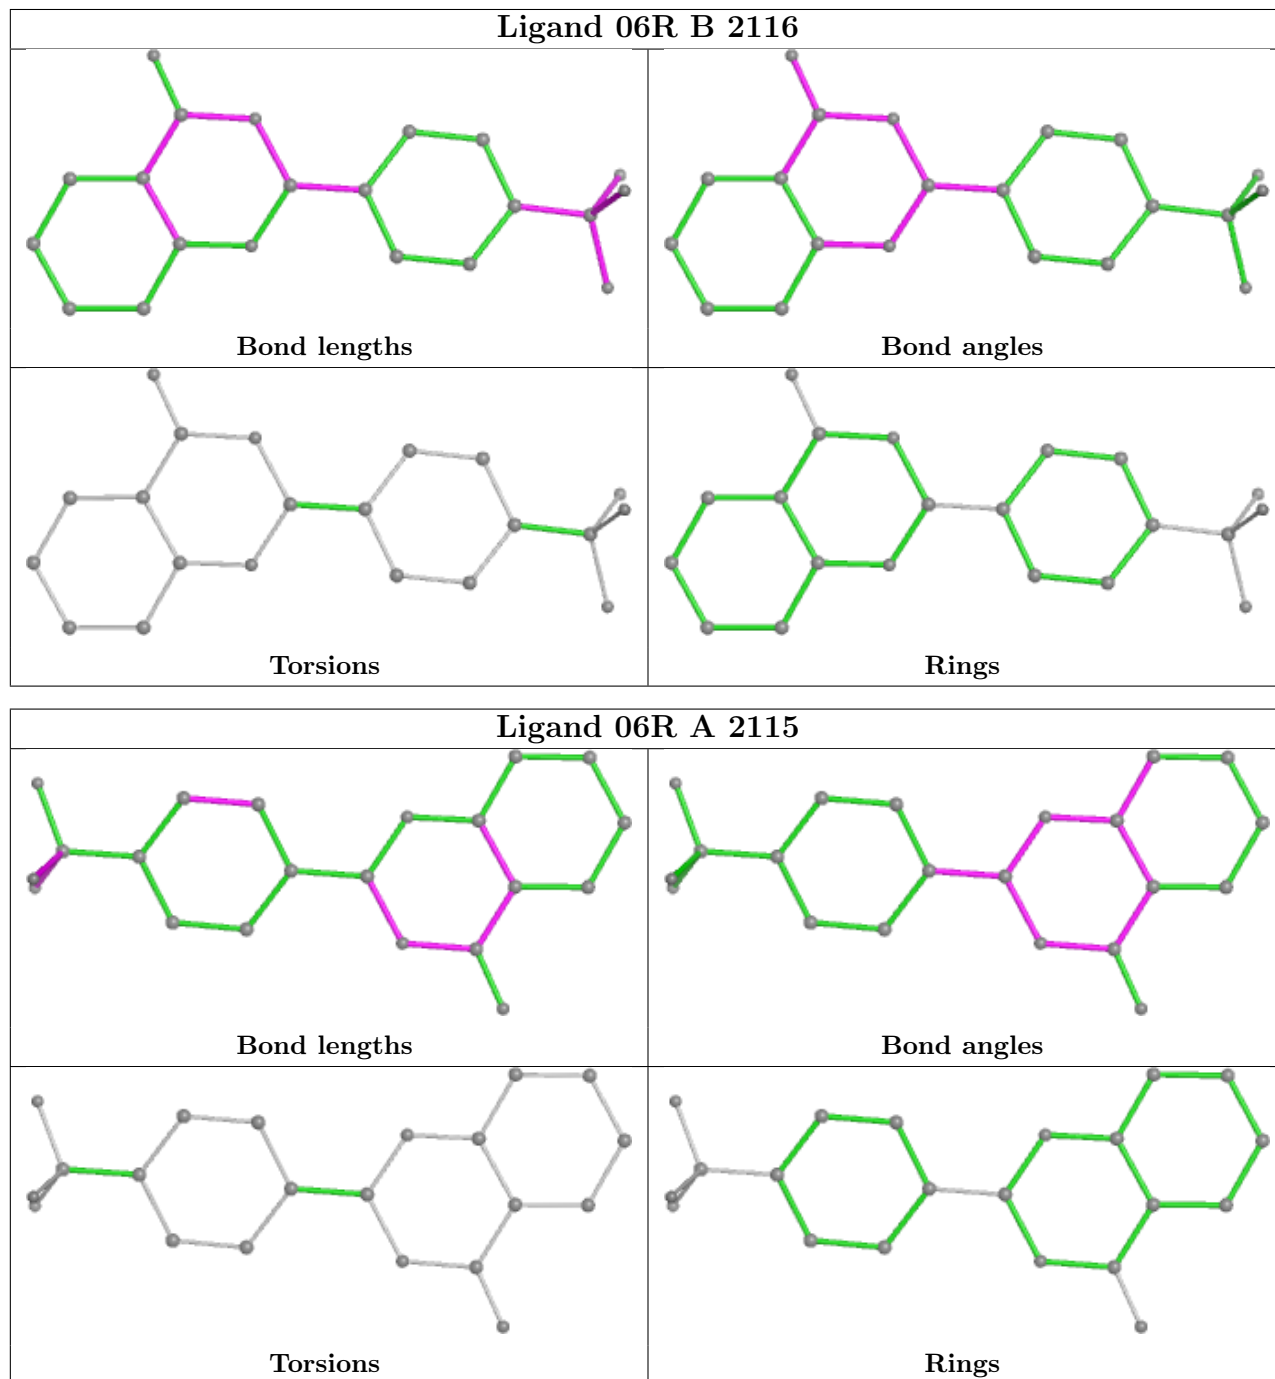 Ligand 06R B 2116
Bond lengths
Bond angles
Torsions
Rings
Ligand 06R A 2115
Bond lengths
Bond angles
Torsions
Rings